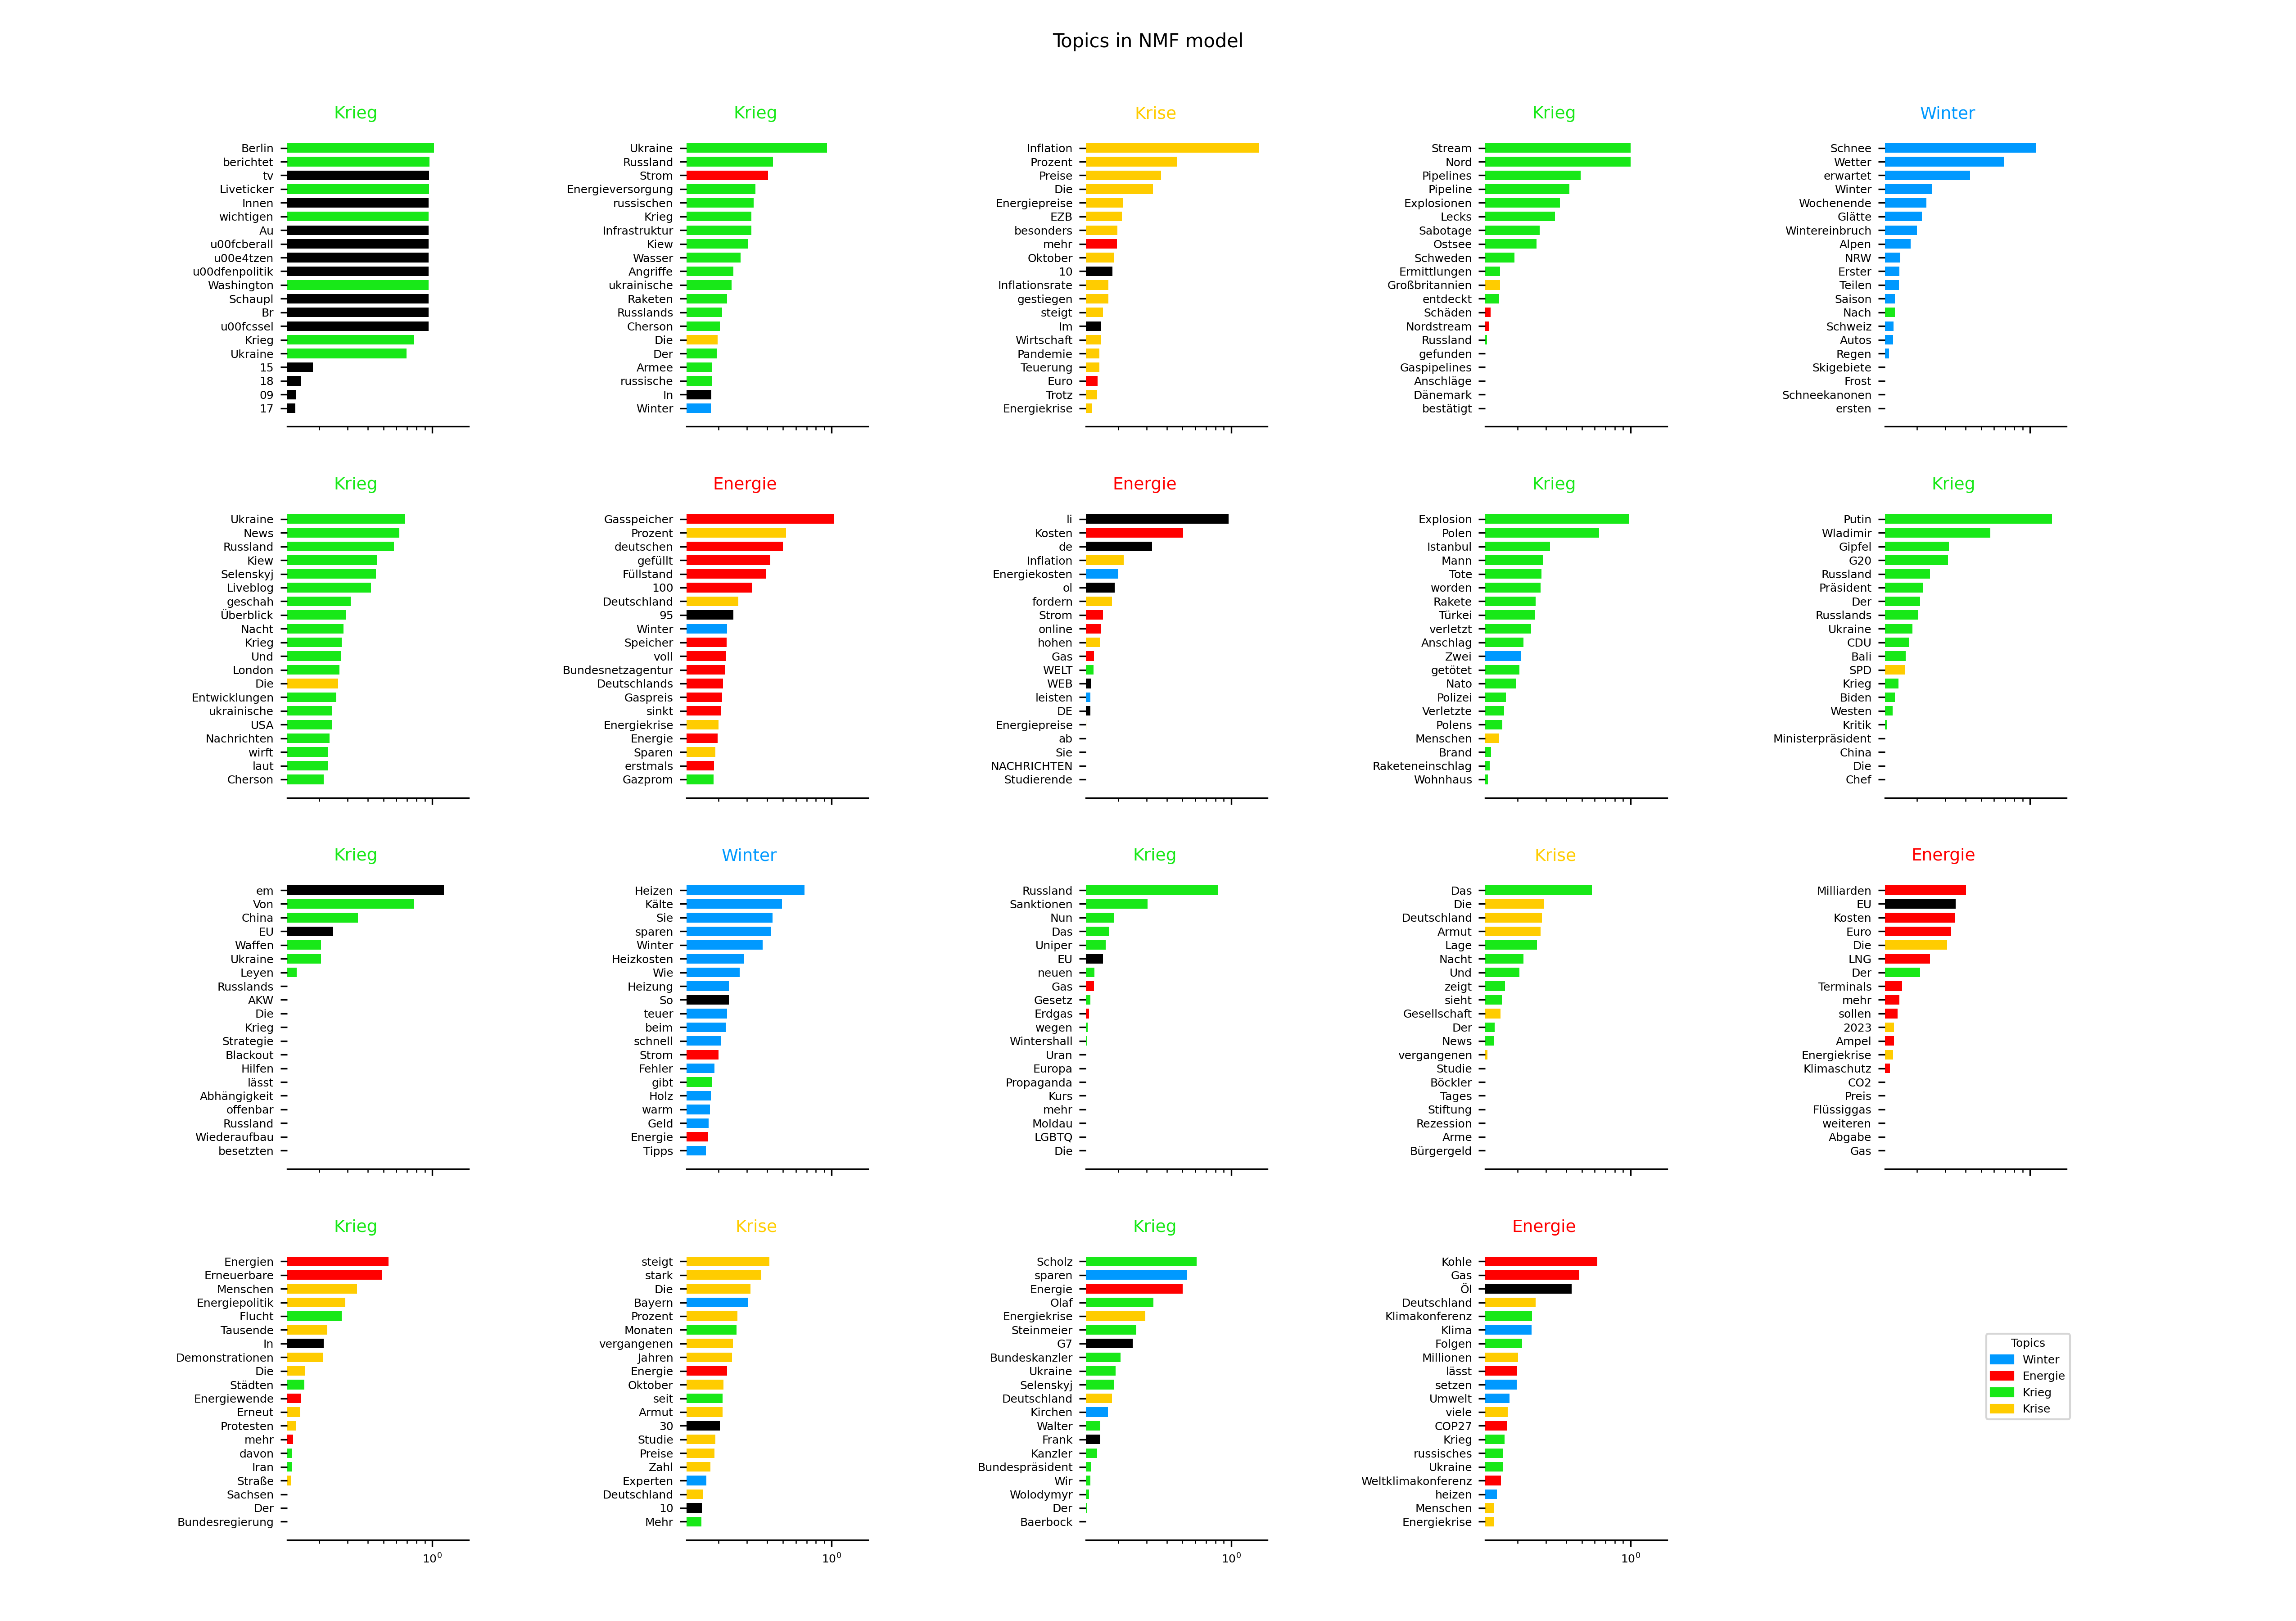 Topics in NMF model
Krieg
Berlin
berichtet
tv
Liveticker
Innen
wichtigen
Au
u00fcberall
u00e4tzen
u00dfenpolitik
Washington
Schaupl
Br
u00fcssel
Krieg
Ukraine
15
18
09
17
Krieg
Ukraine
Russland
Strom
Energieversorgung
russischen
Krieg
Infrastruktur
Kiew
Wasser
Angriffe
ukrainische
Raketen
Russlands
Cherson
Die
Der
Armee
russische
In
Winter
Krise
Inflation
Prozent
Preise
Die
Energiepreise
EZB
besonders
mehr
Oktober
10
Inflationsrate
gestiegen
steigt
Im
Wirtschaft
Pandemie
Teuerung
Euro
Trotz
Energiekrise
Krieg
Stream
Nord
Pipelines
Pipeline
Explosionen
Lecks
Sabotage
Ostsee
Schweden
Ermittlungen
Großbritannien
entdeckt
Schäden
Nordstream
Russland
gefunden
Gaspipelines
Anschläge
Dänemark
bestätigt
Winter
Schnee
Wetter
erwartet
Winter
Wochenende
Glätte
Wintereinbruch
Alpen
NRW
Erster
Teilen
Saison
Nach
Schweiz
Autos
Regen
Skigebiete
Frost
Schneekanonen
ersten
Krieg
Ukraine
News
Russland
Kiew
Selenskyj
Liveblog
geschah
Überblick
Nacht
Krieg
Und
London
Die
Entwicklungen
ukrainische
USA
Nachrichten
wirft
laut
Cherson
Energie
Gasspeicher
Prozent
deutschen
gefüllt
Füllstand
100
Deutschland
95
Winter
Speicher
voll
Bundesnetzagentur
Deutschlands
Gaspreis
sinkt
Energiekrise
Energie
Sparen
erstmals
Gazprom
Energie
li
Kosten
de
Inflation
Energiekosten
ol
fordern
Strom
online
hohen
Gas
WELT
WEB
leisten
DE
Energiepreise
ab
Sie
NACHRICHTEN
Studierende
Krieg
Explosion
Polen
Istanbul
Mann
Tote
worden
Rakete
Türkei
verletzt
Anschlag
Zwei
getötet
Nato
Polizei
Verletzte
Polens
Menschen
Brand
Raketeneinschlag
Wohnhaus
Krieg
Putin
Wladimir
Gipfel
G20
Russland
Präsident
Der
Russlands
Ukraine
CDU
Bali
SPD
Krieg
Biden
Westen
Kritik
Ministerpräsident
China
Die
Chef
Krieg
em
Von
China
EU
Waffen
Ukraine
Leyen
Russlands
AKW
Die
Krieg
Strategie
Blackout
Hilfen
lässt
Abhängigkeit
offenbar
Russland
Wiederaufbau
besetzten
Winter
Heizen
Kälte
Sie
sparen
Winter
Heizkosten
Wie
Heizung
So
teuer
beim
schnell
Strom
Fehler
gibt
Holz
warm
Geld
Energie
Tipps
Krieg
Russland
Sanktionen
Nun
Das
Uniper
EU
neuen
Gas
Gesetz
Erdgas
wegen
Wintershall
Uran
Europa
Propaganda
Kurs
mehr
Moldau
LGBTQ
Die
Krise
Das
Die
Deutschland
Armut
Lage
Nacht
Und
zeigt
sieht
Gesellschaft
Der
News
vergangenen
Studie
Böckler
Tages
Stiftung
Rezession
Arme
Bürgergeld
Energie
Milliarden
EU
Kosten
Euro
Die
LNG
Der
Terminals
mehr
sollen
2023
Ampel
Energiekrise
Klimaschutz
CO2
Preis
Flüssiggas
weiteren
Abgabe
Gas
Krieg
Energien
Erneuerbare
Menschen
Energiepolitik
Flucht
Tausende
In
Demonstrationen
Die
Städten
Energiewende
Erneut
Protesten
mehr
davon
Iran
Straße
Sachsen
Der
Bundesregierung
10⁰
Krise
steigt
stark
Die
Bayern
Prozent
Monaten
vergangenen
Jahren
Energie
Oktober
seit
Armut
30
Studie
Preise
Zahl
Experten
Deutschland
10
Mehr
10⁰
Krieg
Scholz
sparen
Energie
Olaf
Energiekrise
Steinmeier
G7
Bundeskanzler
Ukraine
Selenskyj
Deutschland
Kirchen
Walter
Frank
Kanzler
Bundespräsident
Wir
Wolodymyr
Der
Baerbock
10⁰
Energie
Kohle
Gas
Öl
Deutschland
Klimakonferenz
Klima
Folgen
Millionen
lässt
setzen
Umwelt
viele
COP27
Krieg
russisches
Ukraine
Weltklimakonferenz
heizen
Menschen
Energiekrise
10⁰
Topics
Winter
Energie
Krieg
Krise